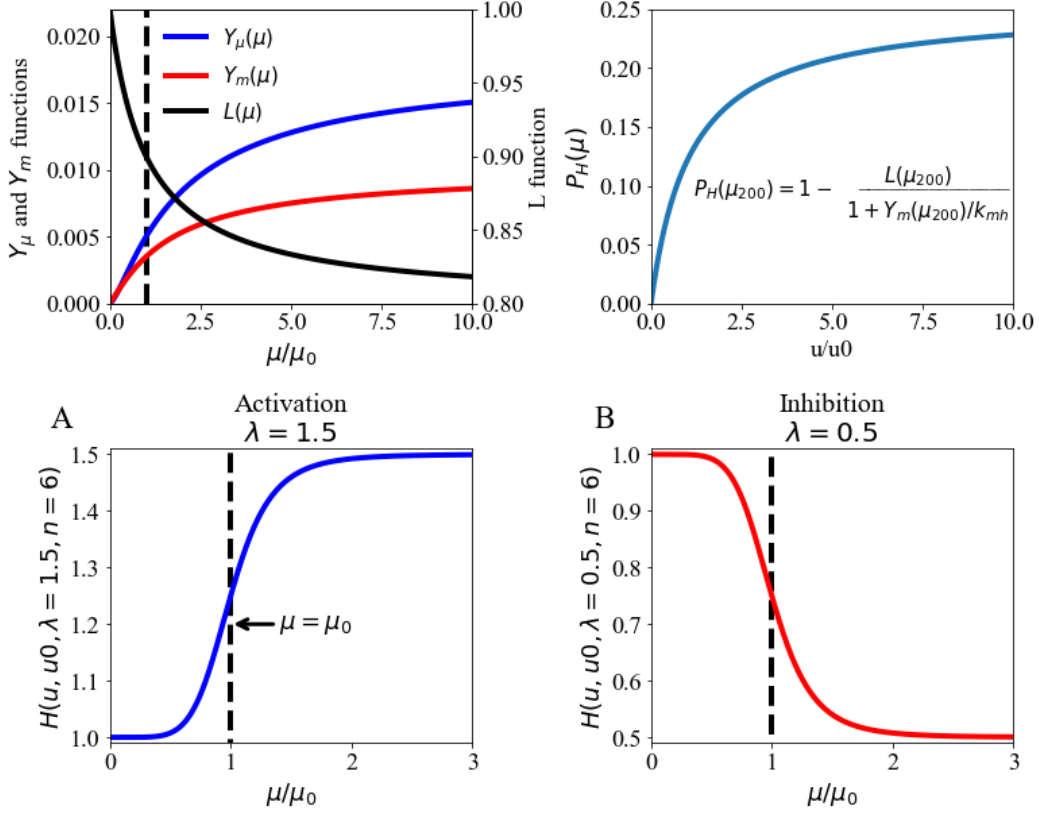 0.020
0.015
0.010
0.005
0.000
Y_μ and Y_m functions
Y_μ(μ)
Y_m(μ)
L(μ)
1.00
0.95
0.90
0.85
0.80
L function
0.0 2.5 5.0 7.5 10.0
μ/μ_0
0.25
0.20
0.15
0.10
0.05
0.00
P_H(μ)
P_H(μ_200) = 1 − L(μ_200)
1 + Y_m(μ_200)/k_mh
0.0 2.5 5.0 7.5 10.0
u/u0
A
Activation
λ = 1.5
1.5
1.4
1.3
1.2
1.1
1.0
H(u, u0, λ = 1.5, n = 6)
μ = μ_0
0 1 2 3
μ/μ_0
B
Inhibition
λ = 0.5
1.0
0.9
0.8
0.7
0.6
0.5
H(u, u0, λ = 0.5, n = 6)
0 1 2 3
μ/μ_0